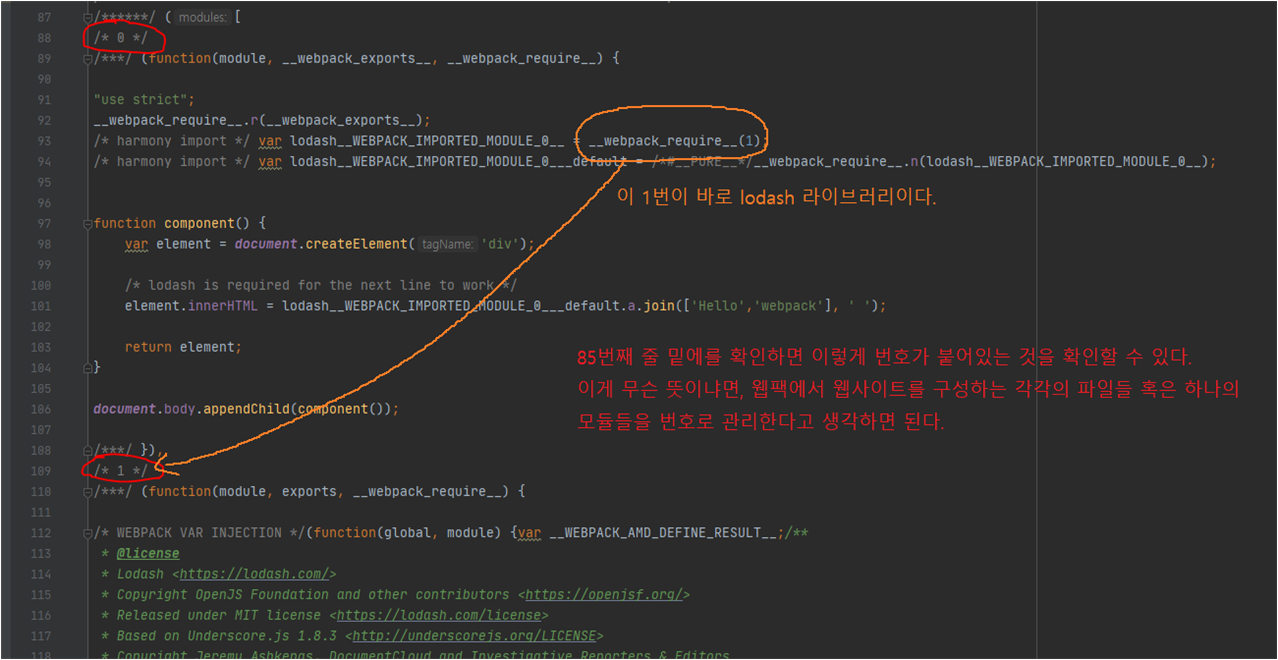 87 /******/ ( modules: [
88 /* 0 */
89 /***/ (function(module, __webpack_exports__, __webpack_require__) {
90
91 "use strict";
92 __webpack_require__.r(__webpack_exports__);
93 /* harmony import */ var lodash__WEBPACK_IMPORTED_MODULE_0__ = __webpack_require__(1);
94 /* harmony import */ var lodash__WEBPACK_IMPORTED_MODULE_0___default = /*#__PURE__*/__webpack_require__.n(lodash__WEBPACK_IMPORTED_MODULE_0__);
95
이 1번이 바로 lodash 라이브러리이다.
96
97 function component() {
98 var element = document.createElement( tagName: 'div');
99
100 /* lodash is required for the next line to work */
101 element.innerHTML = lodash__WEBPACK_IMPORTED_MODULE_0___default.a.join(['Hello','webpack'], ' ');
102
103 return element;
85번째 줄 밑에를 확인하면 이렇게 번호가 붙어있는 것을 확인할 수 있다.
104 }
105
이게 무슨 뜻이냐면, 웹팩에서 웹사이트를 구성하는 각각의 파일들 혹은 하나의
106 document.body.appendChild(component());
모듈들을 번호로 관리한다고 생각하면 된다.
107
108 /***/ }),
109 /* 1 */
110 /***/ (function(module, exports, __webpack_require__) {
111
112 /* WEBPACK VAR INJECTION */(function(global, module) {var __WEBPACK_AMD_DEFINE_RESULT__;/**
113 * @license
114 * Lodash <https://lodash.com/>
115 * Copyright OpenJS Foundation and other contributors <https://openjsf.org/>
116 * Released under MIT license <https://lodash.com/license>
117 * Based on Underscore.js 1.8.3 <http://underscorejs.org/LICENSE>
118 * Copyright Jeremy Ashkenas, DocumentCloud and Investigative Reporters & Editors